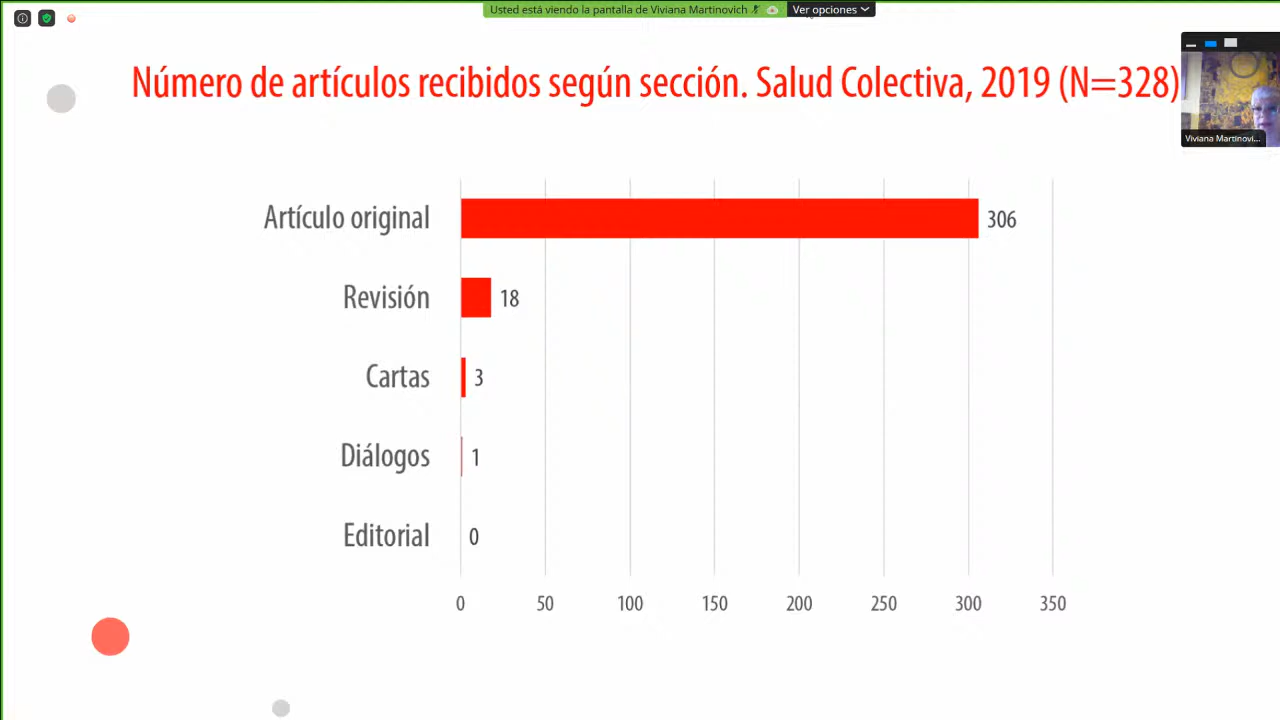 Usted está viendo la pantalla de Viviana Martinovich
Ver opciones
Número de artículos recibidos según sección. Salud Colectiva, 2019 (N=328)
Viviana Martinovi...
Artículo original
306
Revisión
18
Cartas
3
Diálogos
1
Editorial
0
0 50 100 150 200 250 300 350